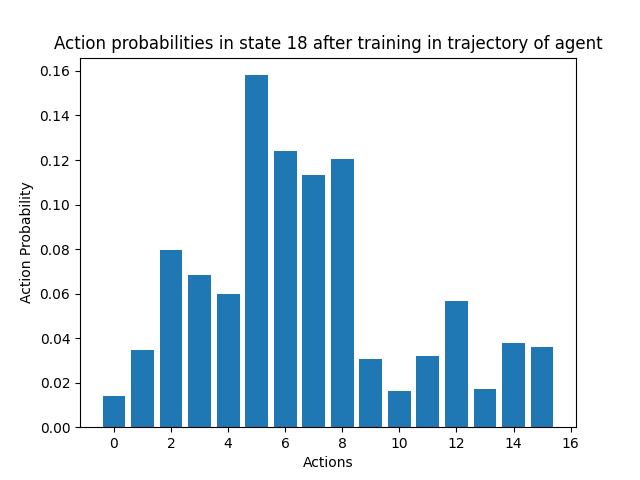 Action probabilities in state 18 after training in trajectory of agent
0.16
0.14
0.12
0.10
0.08
0.06
0.04
0.02
0.00
Action Probability
0 2 4 6 8 10 12 14 16
Actions